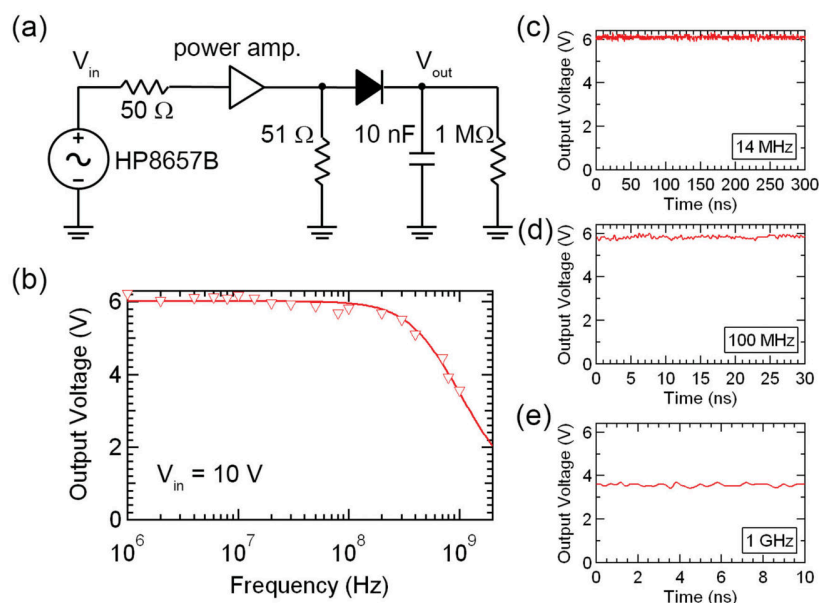 (a)
power amp.
V_in
V_out
50 Ω
51 Ω
10 nF
1 MΩ
+
−
HP8657B
(b)
Output Voltage (V)
6
4
2
0
V_in = 10 V
10^6
10^7
10^8
10^9
Frequency (Hz)
(c)
Output Voltage (V)
6
4
2
0
14 MHz
0 50 100 150 200 250 300
Time (ns)
(d)
Output Voltage (V)
6
4
2
0
100 MHz
0 5 10 15 20 25 30
Time (ns)
(e)
Output Voltage (V)
6
4
2
0
1 GHz
0 2 4 6 8 10
Time (ns)